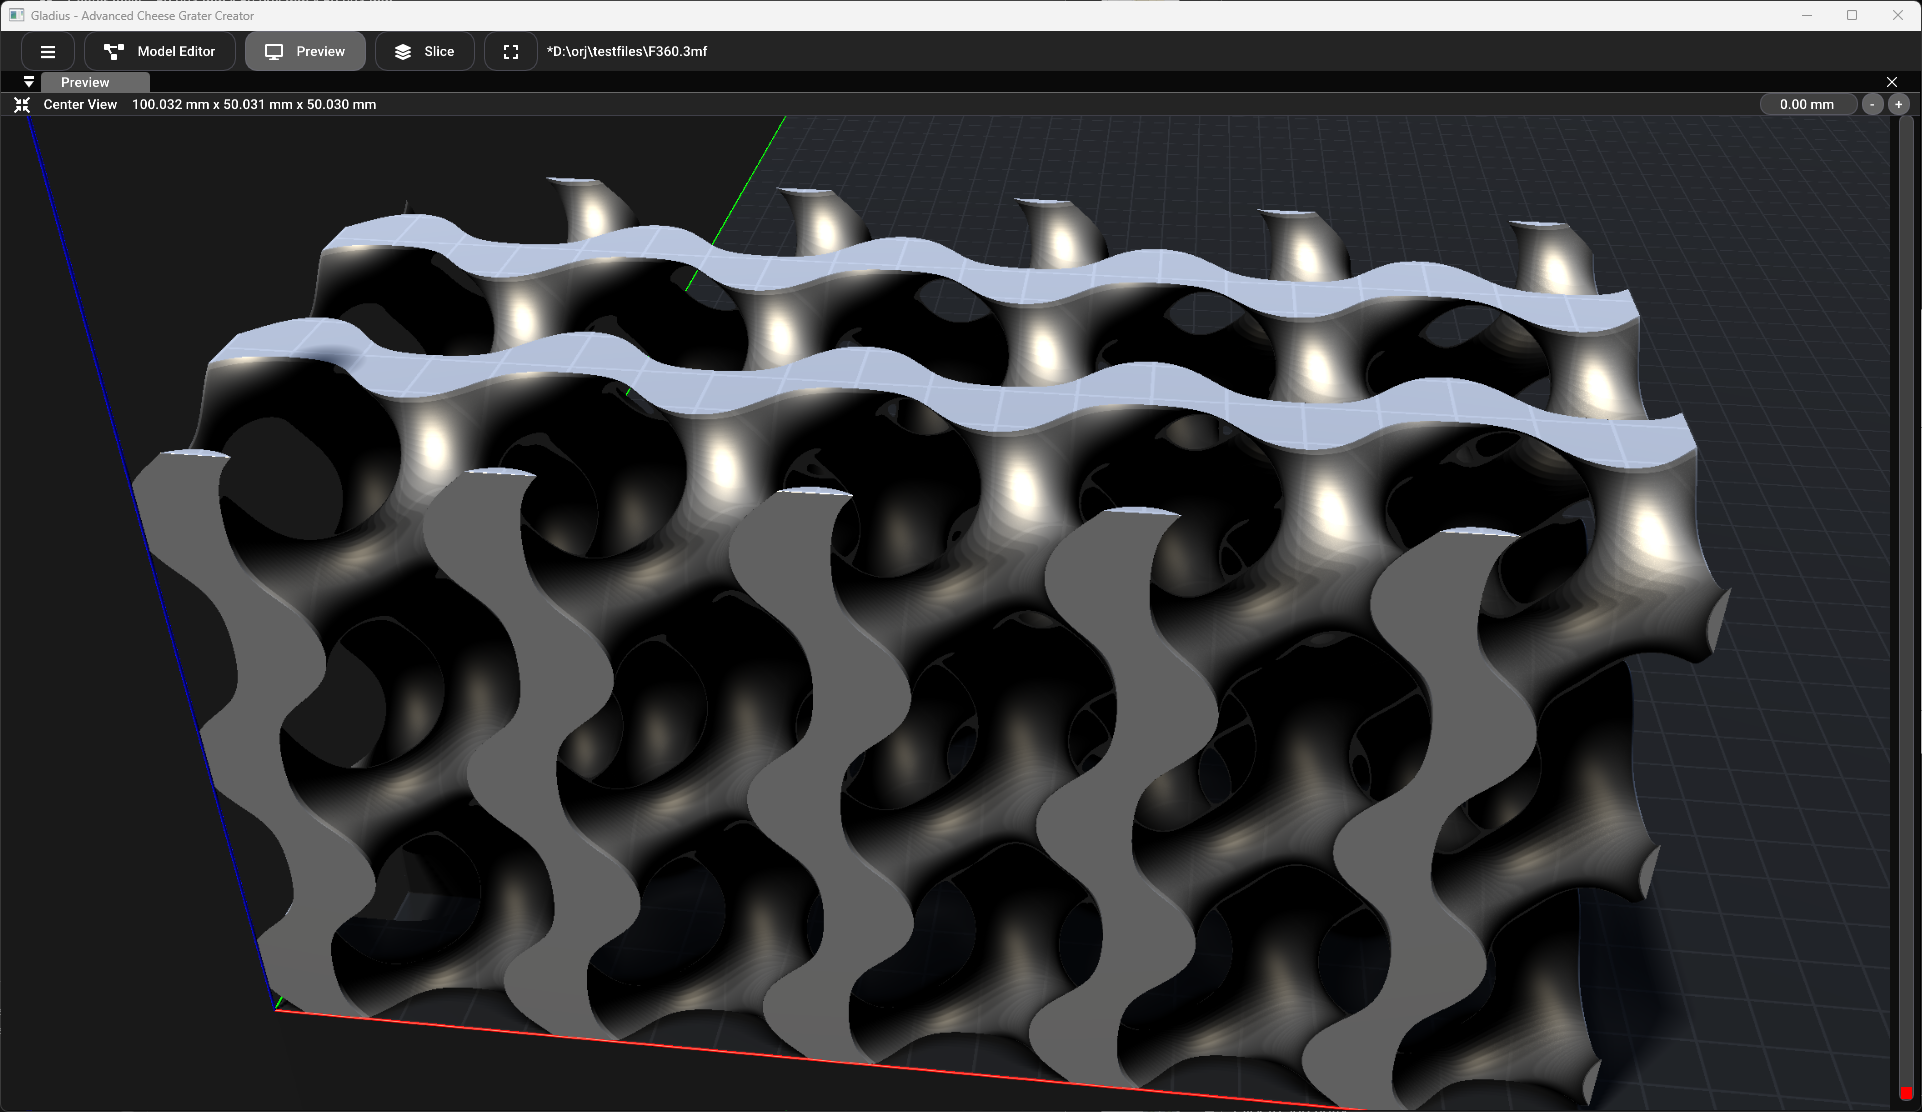 Gladius - Advanced Cheese Grater Creator
Model Editor Preview Slice *D:\orj\testfiles\F360.3mf
Preview
Center View 100.032 mm x 50.031 mm x 50.030 mm 0.00 mm - +